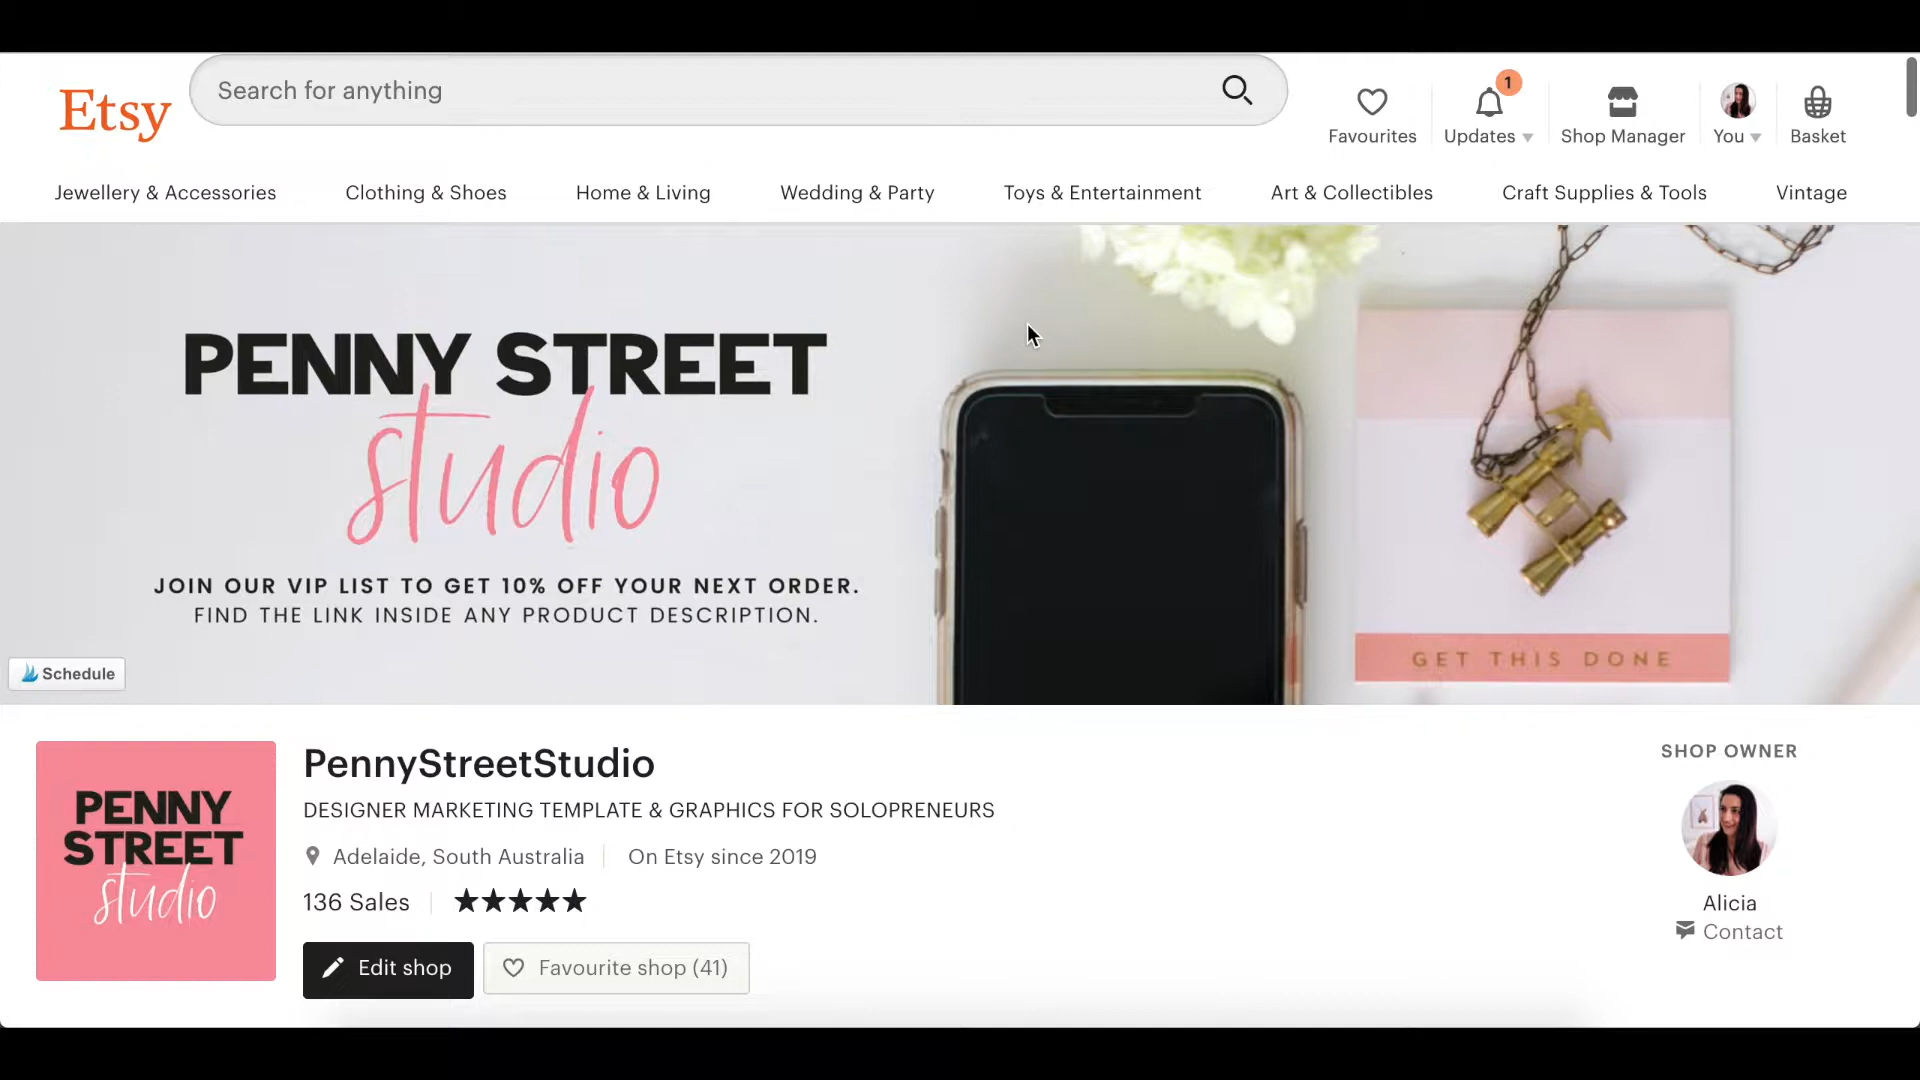 Etsy
Search for anything
Favourites
1
Updates
Shop Manager
You
Basket
Jewellery & Accessories
Clothing & Shoes
Home & Living
Wedding & Party
Toys & Entertainment
Art & Collectibles
Craft Supplies & Tools
Vintage
PENNY STREET
studio
JOIN OUR VIP LIST TO GET 10% OFF YOUR NEXT ORDER.
FIND THE LINK INSIDE ANY PRODUCT DESCRIPTION.
GET THIS DONE
Schedule
PENNY
STREET
studio
PennyStreetStudio
DESIGNER MARKETING TEMPLATE & GRAPHICS FOR SOLOPRENEURS
Adelaide, South Australia
On Etsy since 2019
136 Sales
Edit shop
Favourite shop (41)
SHOP OWNER
Alicia
Contact